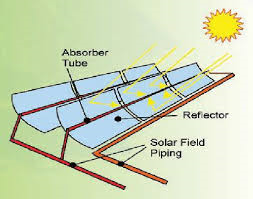 Absorber
Tube
Reflector
Solar Field
Piping